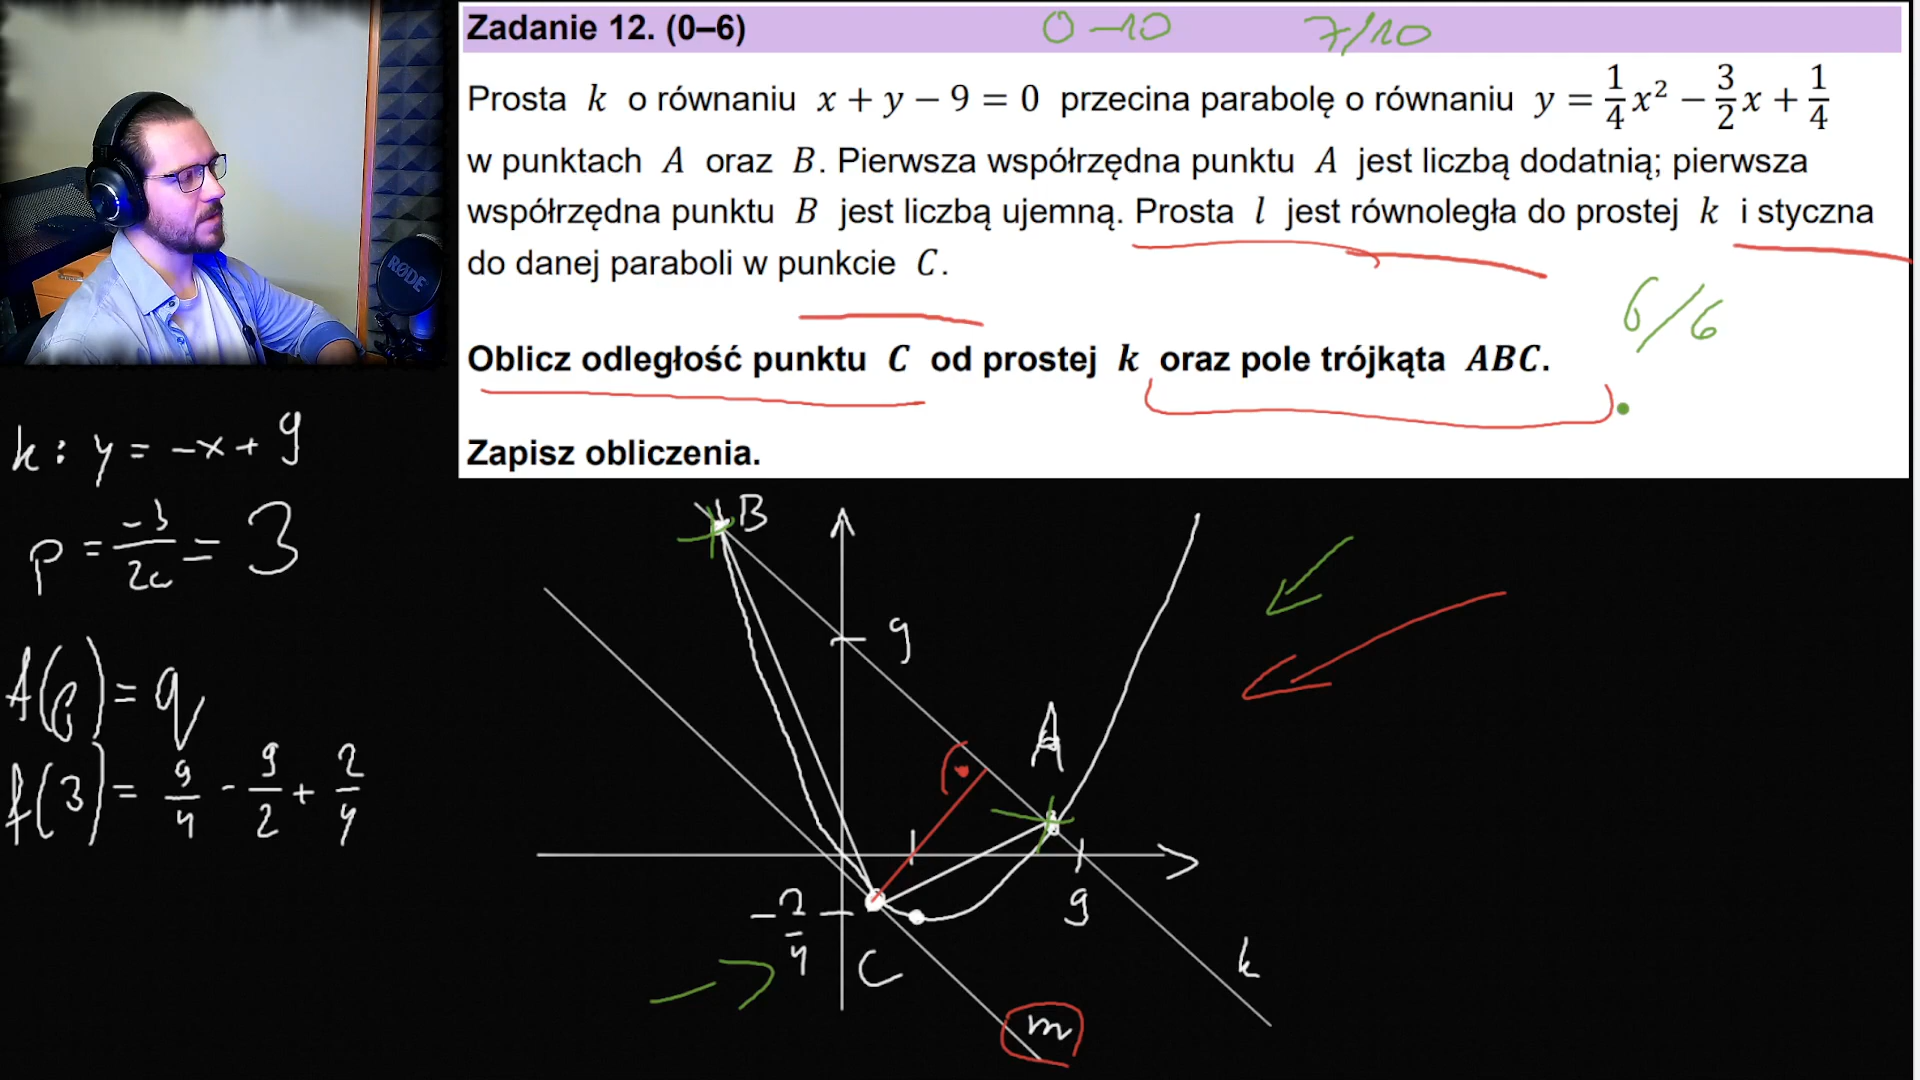 Zadanie 12. (0–6) 0–10 7/10
Prosta k o równaniu x + y − 9 = 0 przecina parabolę o równaniu y = 1/4 x² − 3/2 x + 1/4
w punktach A oraz B. Pierwsza współrzędna punktu A jest liczbą dodatnią; pierwsza
współrzędna punktu B jest liczbą ujemną. Prosta l jest równoległa do prostej k i styczna
do danej paraboli w punkcie C.
6/6
Oblicz odległość punktu C od prostej k oraz pole trójkąta ABC.
Zapisz obliczenia.
RØDE
k: y = −x + 9
p = −b/2a = 3
f(p) = q
f(3) = 9/4 − 9/2 + 2/4
B
9
A
1
9
−2/4
C
k
m